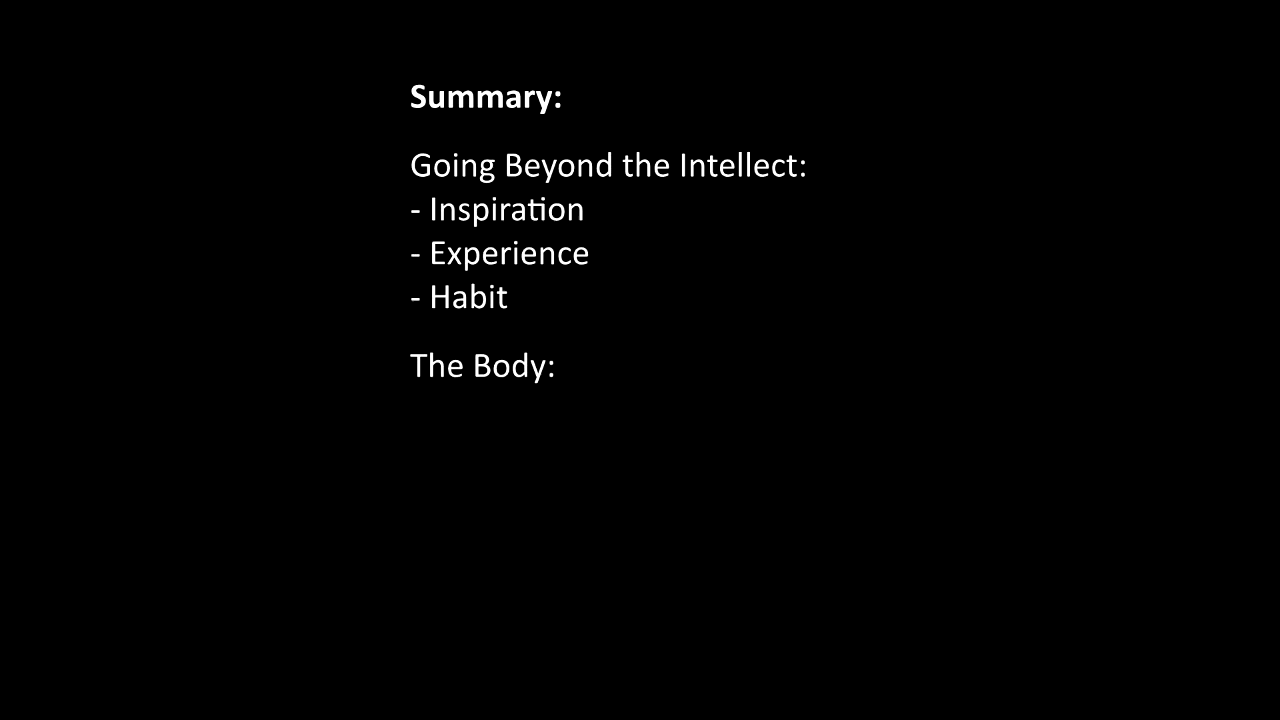 Summary:
Going Beyond the Intellect:
- Inspiration
- Experience
- Habit
The Body: